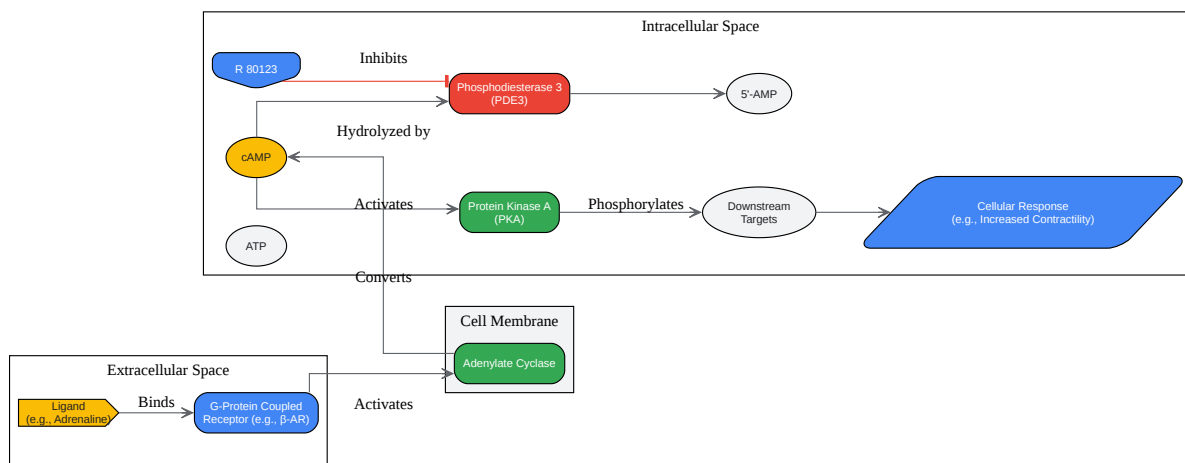 Intracellular Space
R 80123
Inhibits
Phosphodiesterase 3
(PDE3)
5'-AMP
Hydrolyzed by
cAMP
Activates
Protein Kinase A
(PKA)
Phosphorylates
Downstream
Targets
Cellular Response
(e.g., Increased Contractility)
ATP
Converts
Cell Membrane
Adenylate Cyclase
Extracellular Space
Ligand
(e.g., Adrenaline)
Binds
G-Protein Coupled
Receptor (e.g., β-AR)
Activates